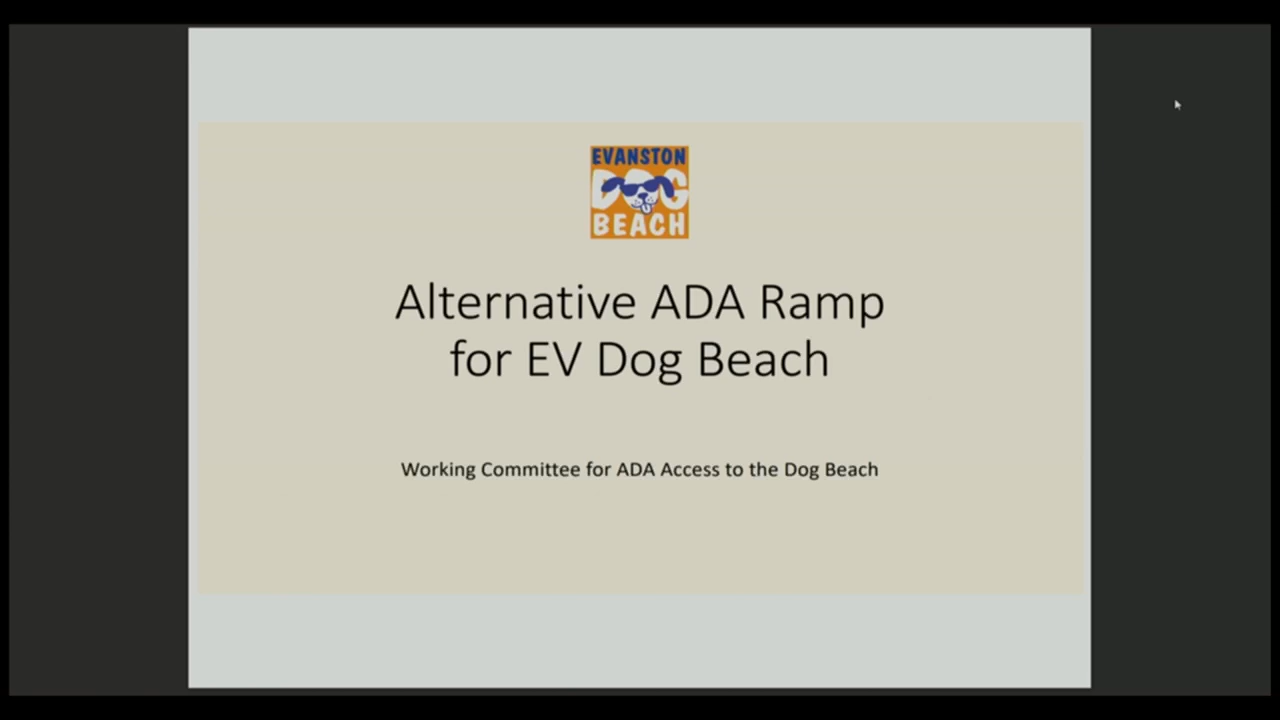 EVANSTON
DOG
BEACH
Alternative ADA Ramp
for EV Dog Beach
Working Committee for ADA Access to the Dog Beach